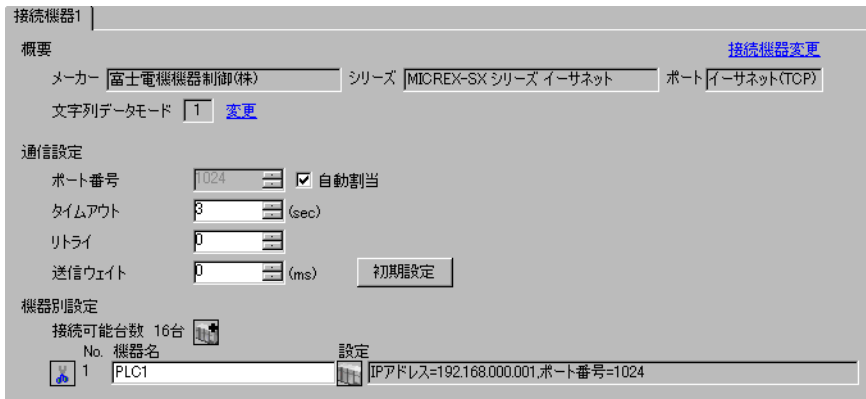 接続機器1
概要 接続機器変更
メーカー 富士電機機器制御(株) シリーズ MICREX-SX シリーズ イーサネット ポート イーサネット(TCP)
文字列データモード 1 変更
通信設定
ポート番号 1024 自動割当
タイムアウト 3 (sec)
リトライ 0
送信ウェイト 0 (ms) 初期設定
機器別設定
接続可能台数 16台
No. 機器名 設定
1 PLC1 IPアドレス=192.168.000.001,ポート番号=1024